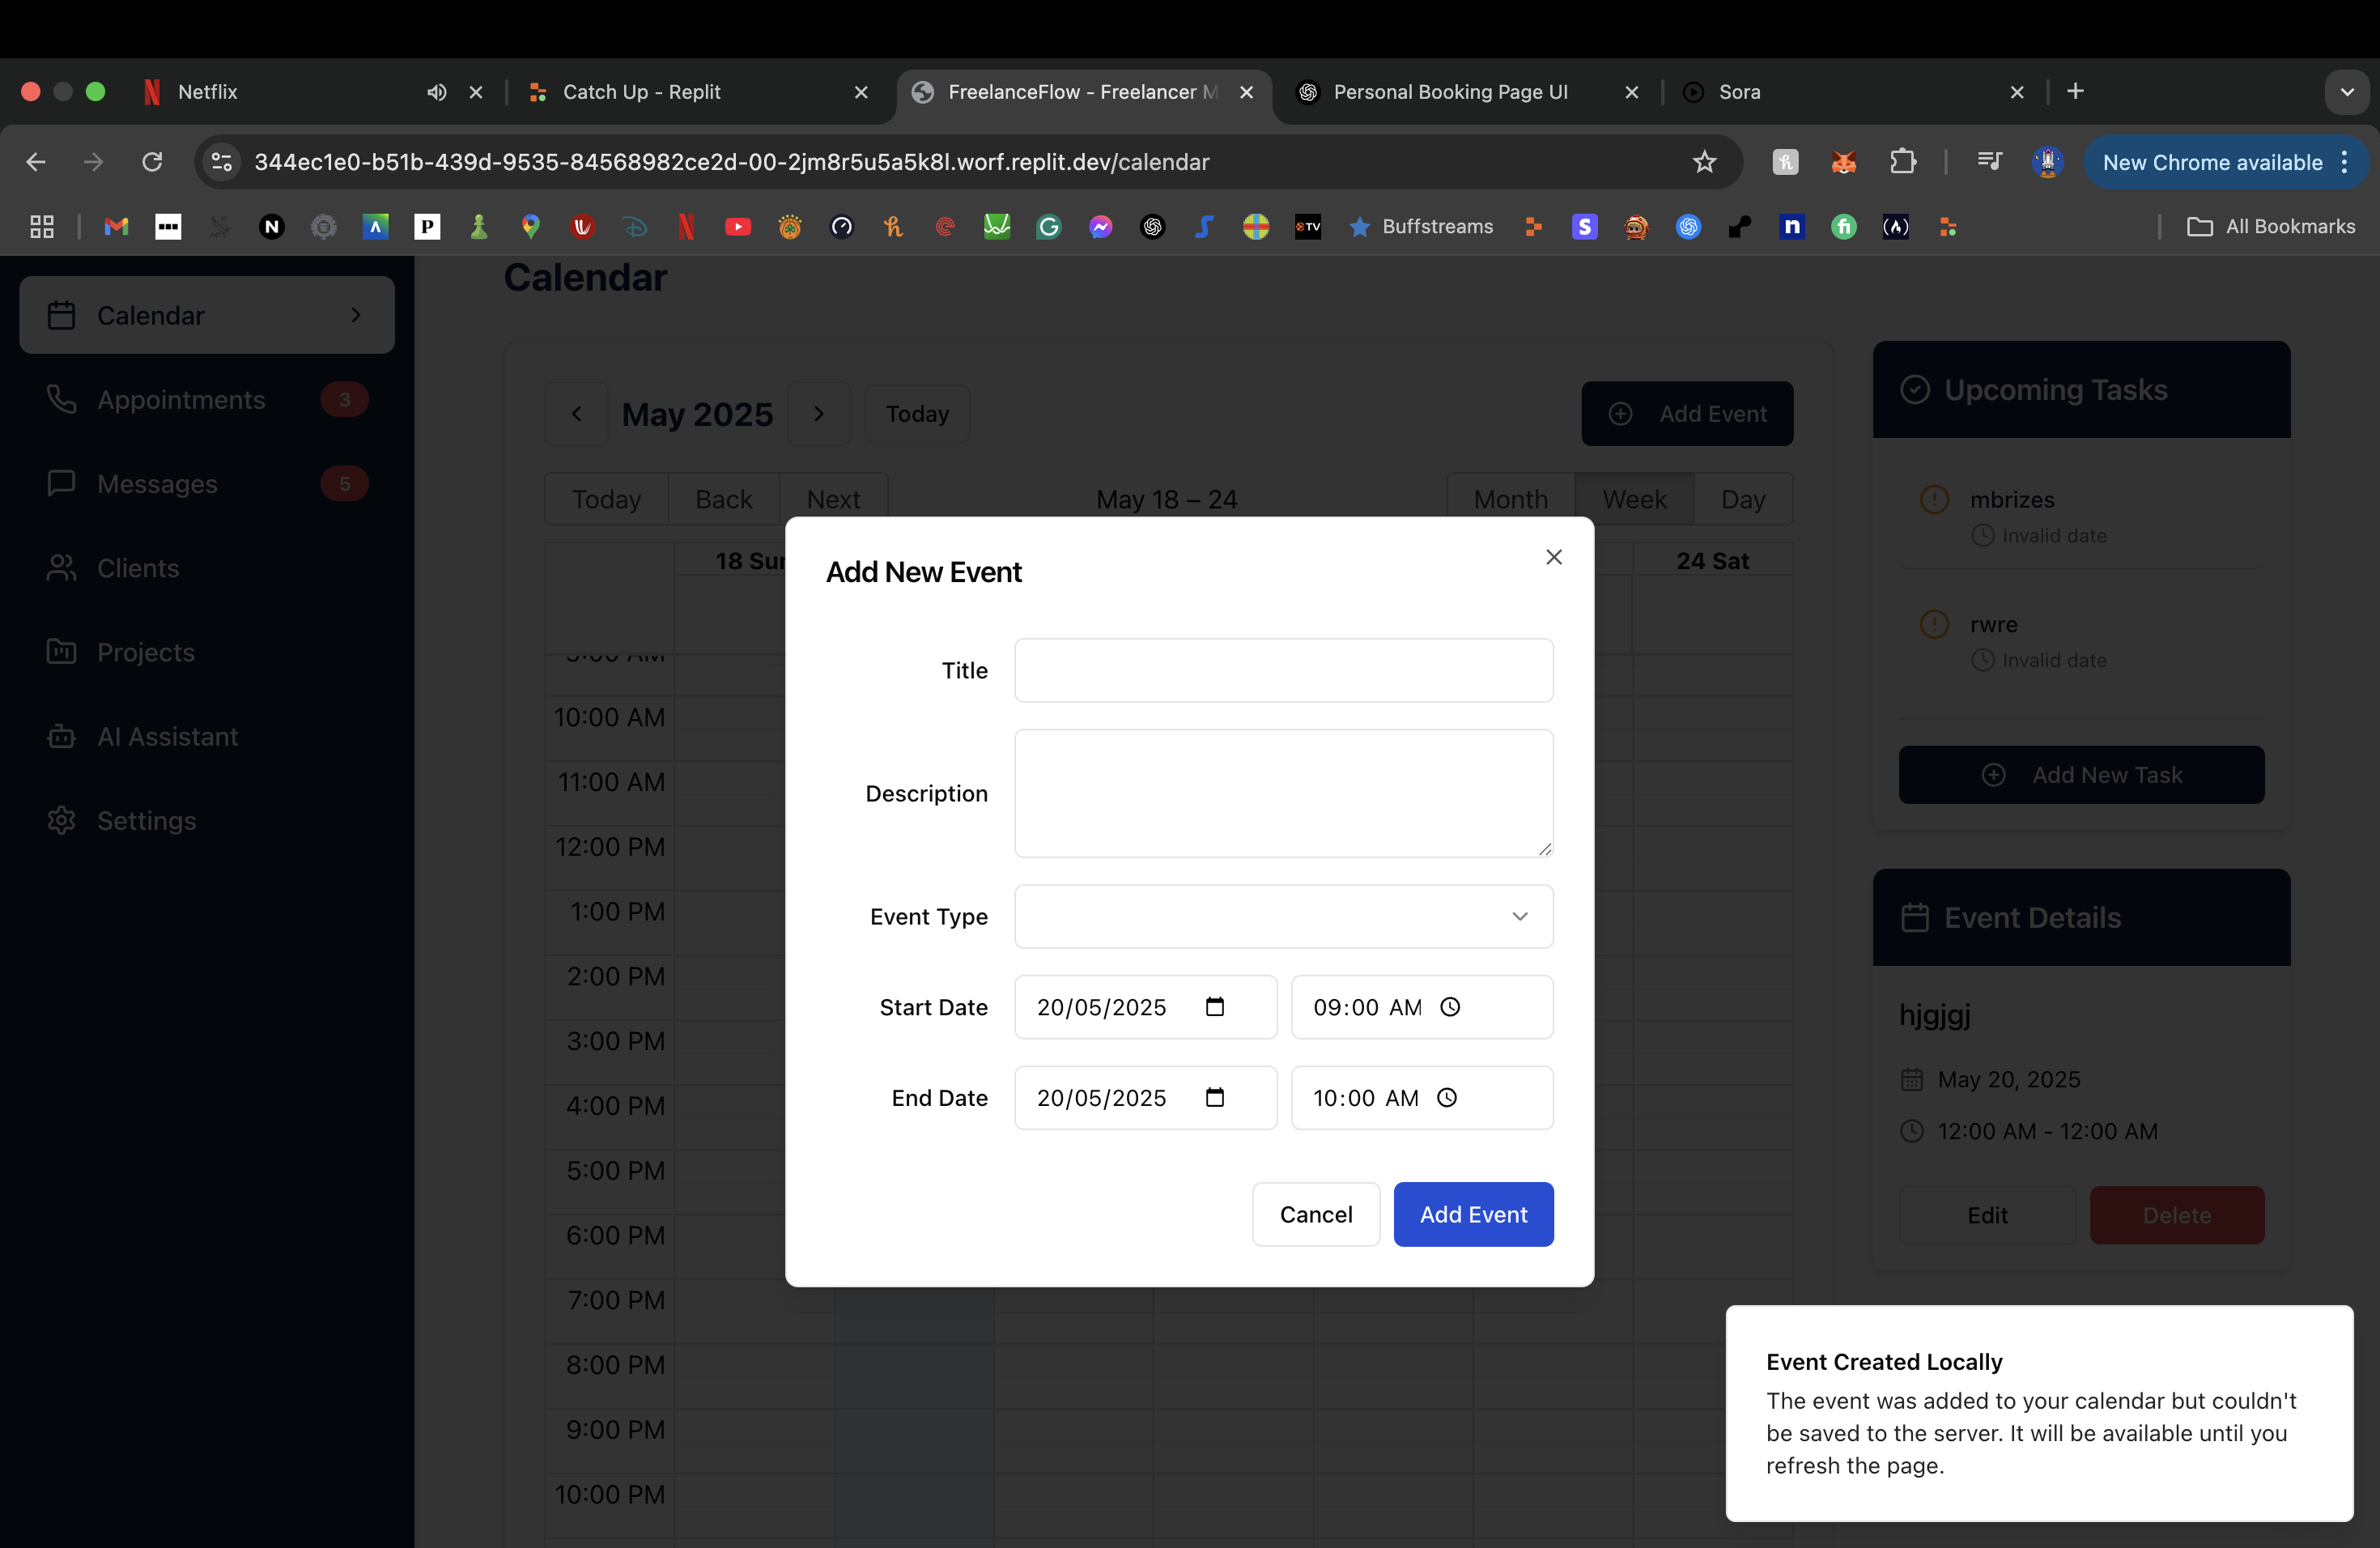 Netflix
Catch Up - Replit
FreelanceFlow - Freelancer M
Personal Booking Page UI
Sora
344ec1e0-b51b-439d-9535-84568982ce2d-00-2jm8r5u5a5k8l.worf.replit.dev/calendar
New Chrome available
Buffstreams
All Bookmarks
Calendar
Appointments
3
Messages
5
Clients
Projects
AI Assistant
Settings
Calendar
May 2025
Today
Add Event
Today
Back
Next
May 18 – 24
Month
Week
Day
18 Sun
24 Sat
9:00 AM
10:00 AM
11:00 AM
12:00 PM
1:00 PM
2:00 PM
3:00 PM
4:00 PM
5:00 PM
6:00 PM
7:00 PM
8:00 PM
9:00 PM
10:00 PM
Add New Event
Title
Description
Event Type
Start Date
20/05/2025
09:00 AM
End Date
20/05/2025
10:00 AM
Cancel
Add Event
Upcoming Tasks
mbrizes
Invalid date
rwre
Invalid date
Add New Task
Event Details
hjgjgj
May 20, 2025
12:00 AM - 12:00 AM
Edit
Delete
Event Created Locally
The event was added to your calendar but couldn't
be saved to the server. It will be available until you
refresh the page.